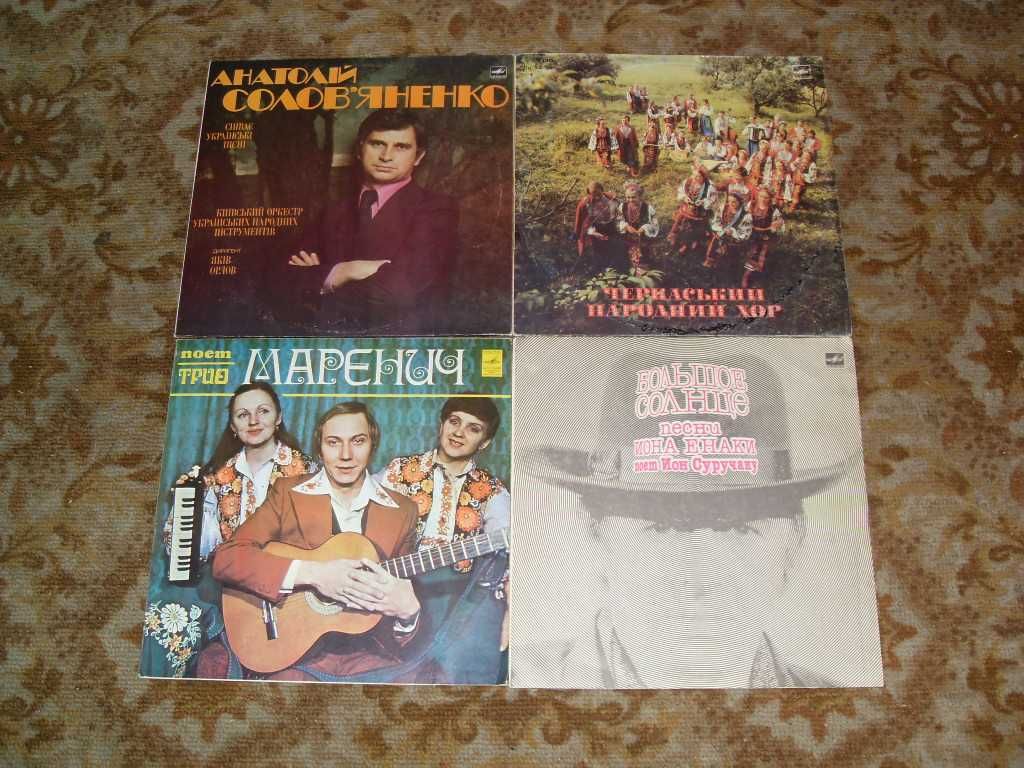 АНАТОЛІЙ
СОЛОВ'ЯНЕНКО
СПІВАЄ
УКРАЇНСЬКІ
ПІСНІ
КИЇВСЬКИЙ ОРКЕСТР
УКРАЇНСЬКИХ НАРОДНИХ
ІНСТРУМЕНТІВ
ДИРИГЕНТ
ЯКІВ
ОРЛОВ
ЧЕРКАСЬКИЙ
НАРОДНИЙ ХОР
поет
ТРИО МАРЕНИЧ
БОЛЬШОЕ
СОЛНЦЕ
песни
ИОНА ЕНАКИ
поет Ион Суручану